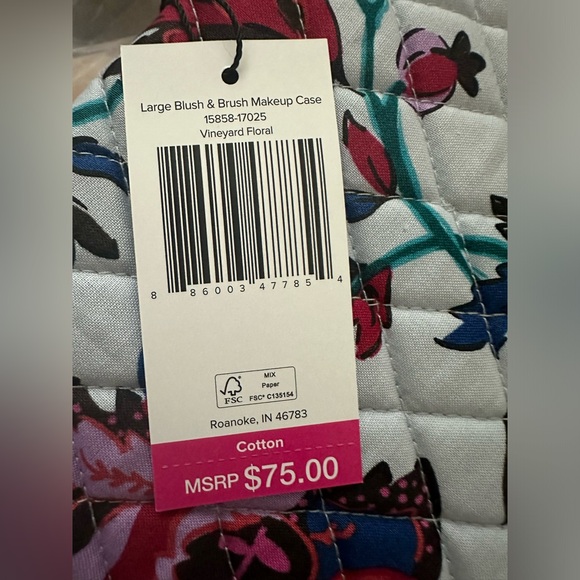 Large Blush & Brush Makeup Case
15858-17025
Vineyard Floral
8 86003 47785 4
FSC
MIX
Paper
FSC® C135154
Roanoke, IN 46783
Cotton
MSRP $75.00